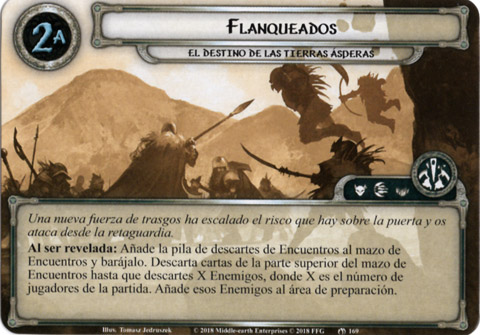 2A
FLANQUEADOS
EL DESTINO DE LAS TIERRAS ÁSPERAS
Una nueva fuerza de trasgos ha escalado el risco que hay sobre la puerta y os
ataca desde la retaguardia.
Al ser revelada: Añade la pila de descartes de Encuentros al mazo de
Encuentros y barájalo. Descarta cartas de la parte superior del mazo de
Encuentros hasta que descartes X Enemigos, donde X es el número de
jugadores de la partida. Añade esos Enemigos al área de preparación.
Illus. Tomasz Jedruszek
© 2018 Middle-earth Enterprises © 2018 FFG
169